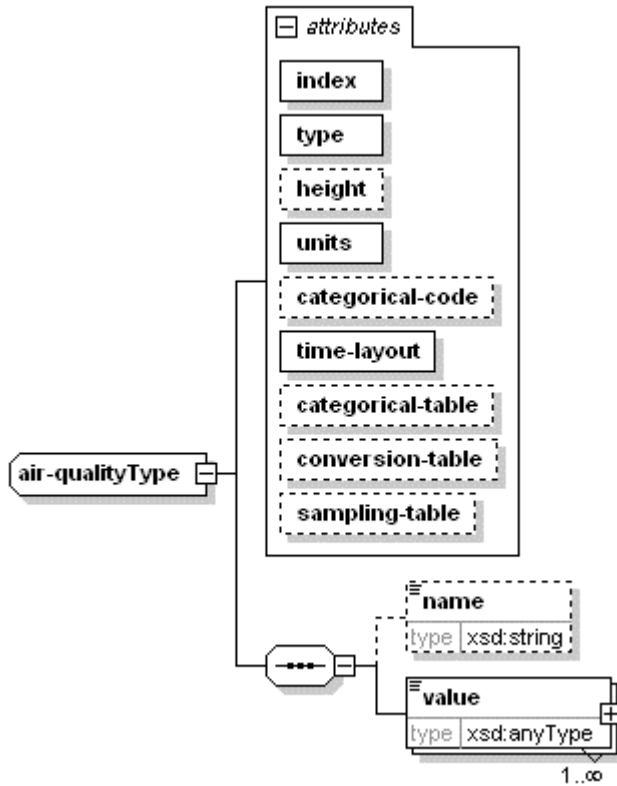 attributes
index
type
height
units
categorical-code
time-layout
categorical-table
air-qualityType
conversion-table
sampling-table
name
type xsd:string
value
type xsd:anyType
1..∞